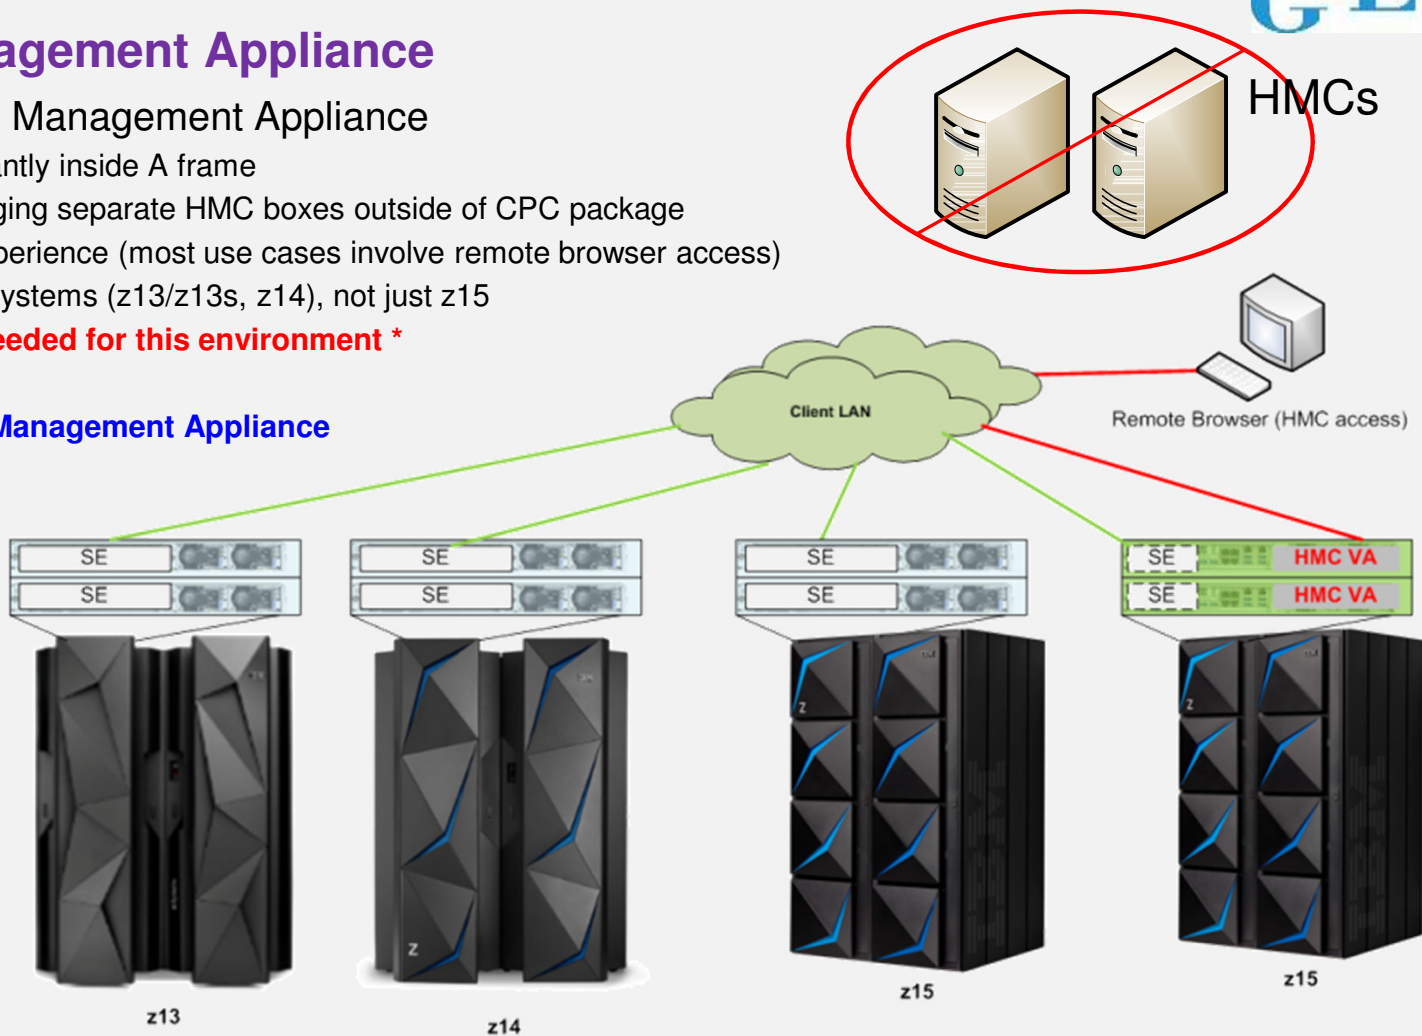 agement Appliance
HMCs
Management Appliance
antly inside A frame
ging separate HMC boxes outside of CPC package
perience (most use cases involve remote browser access)
ystems (z13/z13s, z14), not just z15
eeded for this environment *
Client LAN
Remote Browser (HMC access)
Management Appliance
SE
SE
SE
SE
SE
SE
SE HMC VA
SE HMC VA
Z
Z
Z
IBM
z13
z14
z15
z15